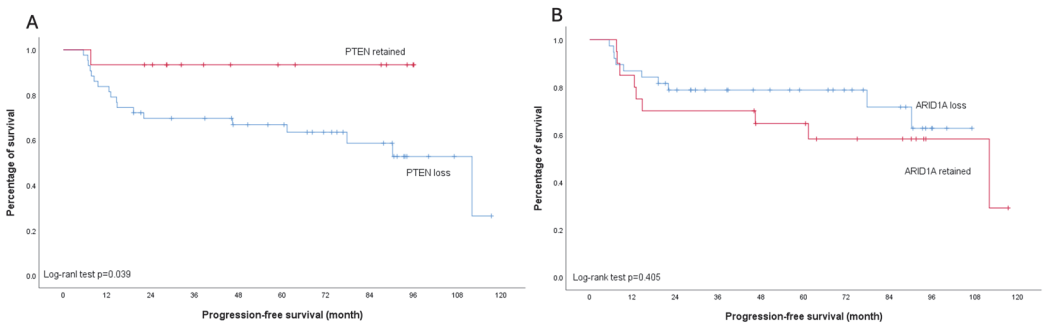 A
Percentage of survival
1.0
0.8
0.6
0.4
0.2
0.0
PTEN retained
PTEN loss
Log-ranl test p=0.039
0 12 24 36 48 60 72 84 96 108 120
Progression-free survival (month)
B
Percentage of survival
1.0
0.8
0.6
0.4
0.2
0.0
ARID1A loss
ARID1A retained
Log-rank test p=0.405
0 12 24 36 48 60 72 84 96 108 120
Progression-free survival (month)